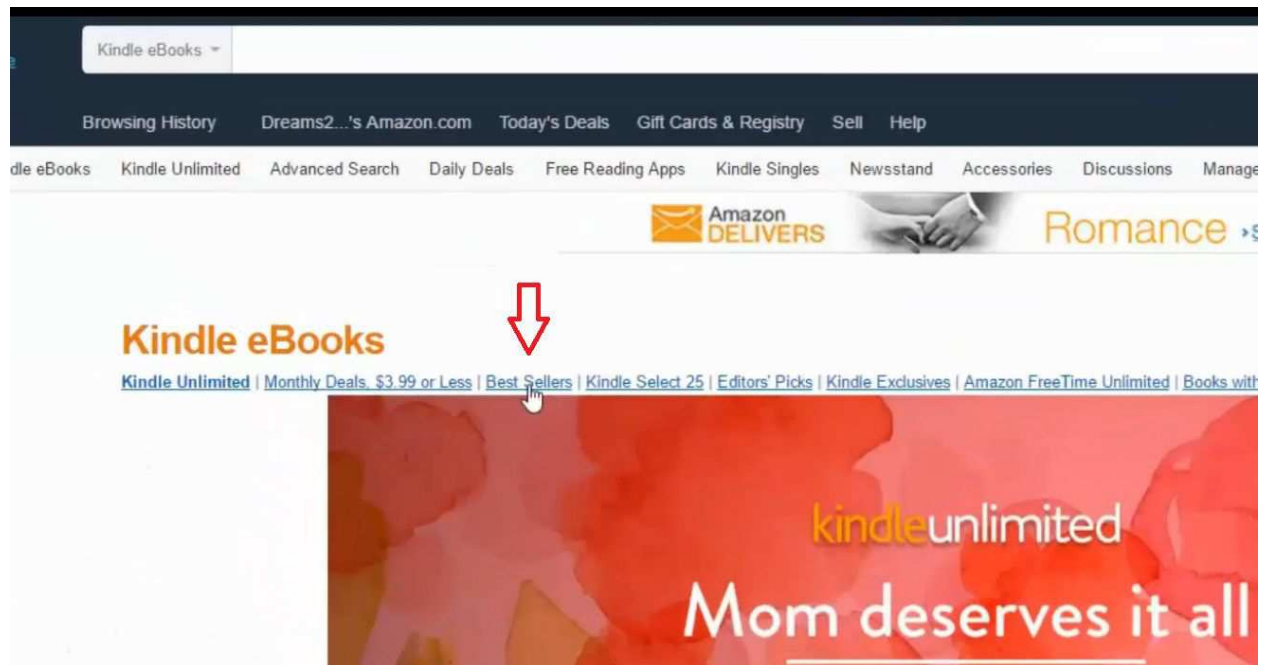 Kindle eBooks
Browsing History Dreams2...'s Amazon.com Today's Deals Gift Cards & Registry Sell Help
eBooks Kindle Unlimited Advanced Search Daily Deals Free Reading Apps Kindle Singles Newsstand Accessories Discussions Manage
Amazon
DELIVERS
Romance
Kindle eBooks
Kindle Unlimited | Monthly Deals, $3.99 or Less | Best Sellers | Kindle Select 25 | Editors' Picks | Kindle Exclusives | Amazon FreeTime Unlimited | Books with
kindleunlimited
Mom deserves it all